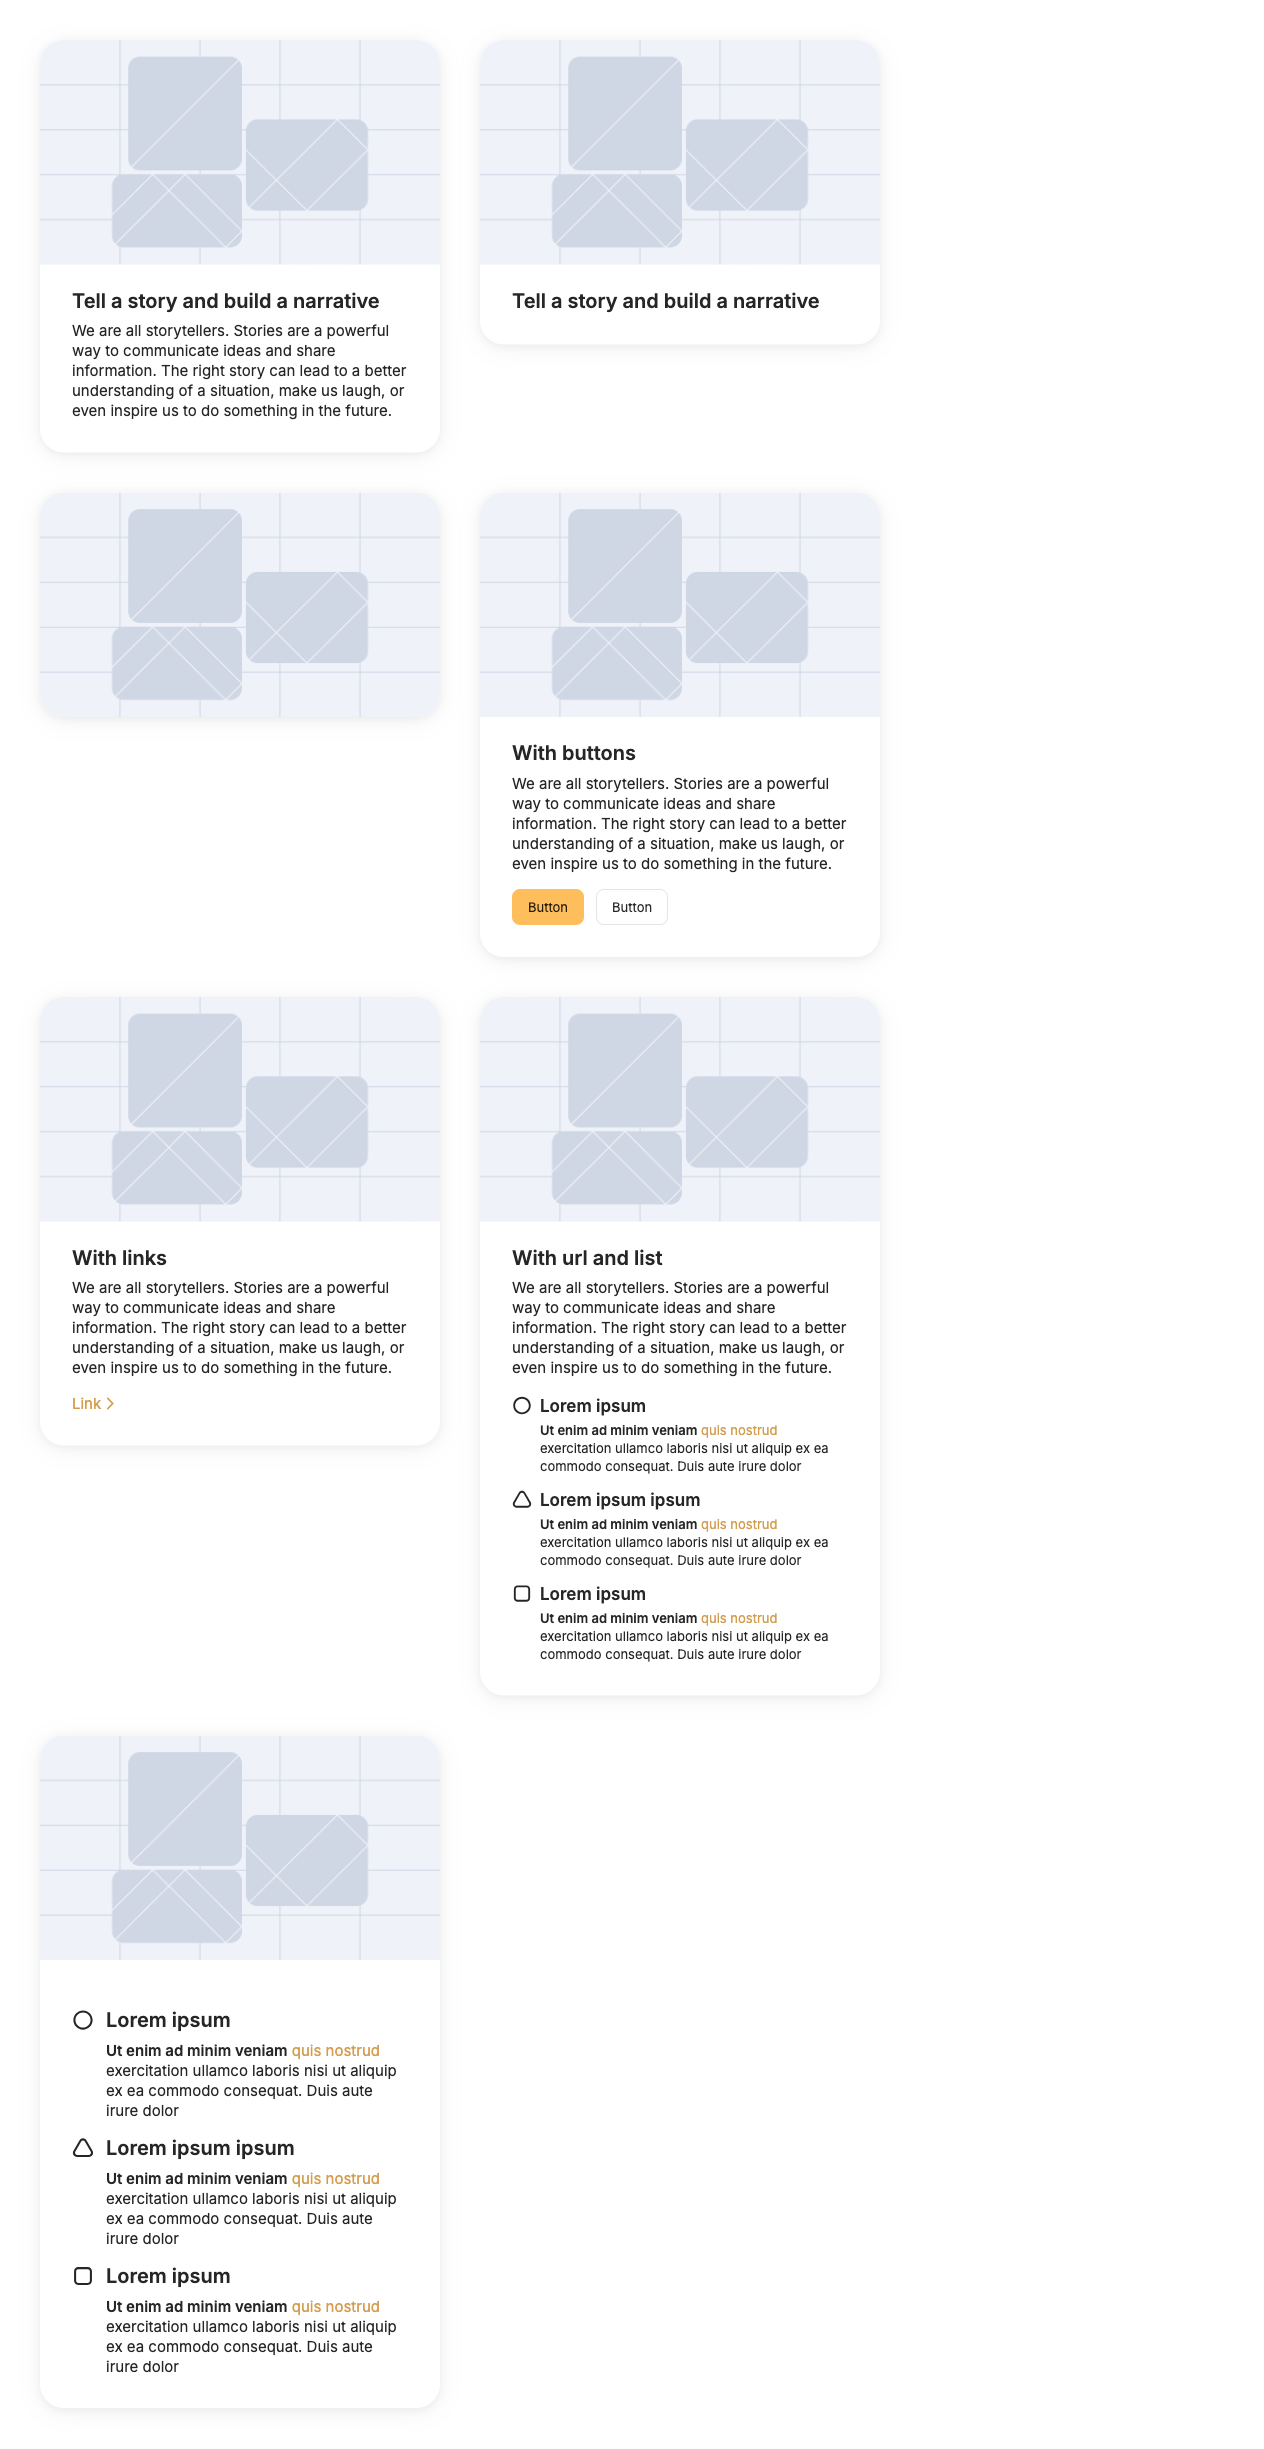 Tell a story and build a narrative
We are all storytellers. Stories are a powerful
way to communicate ideas and share
information. The right story can lead to a better
understanding of a situation, make us laugh, or
even inspire us to do something in the future.
Tell a story and build a narrative
With buttons
We are all storytellers. Stories are a powerful
way to communicate ideas and share
information. The right story can lead to a better
understanding of a situation, make us laugh, or
even inspire us to do something in the future.
Button
Button
With links
We are all storytellers. Stories are a powerful
way to communicate ideas and share
information. The right story can lead to a better
understanding of a situation, make us laugh, or
even inspire us to do something in the future.
Link
With url and list
We are all storytellers. Stories are a powerful
way to communicate ideas and share
information. The right story can lead to a better
understanding of a situation, make us laugh, or
even inspire us to do something in the future.
Lorem ipsum
Ut enim ad minim veniam quis nostrud
exercitation ullamco laboris nisi ut aliquip ex ea
commodo consequat. Duis aute irure dolor
Lorem ipsum ipsum
Ut enim ad minim veniam quis nostrud
exercitation ullamco laboris nisi ut aliquip ex ea
commodo consequat. Duis aute irure dolor
Lorem ipsum
Ut enim ad minim veniam quis nostrud
exercitation ullamco laboris nisi ut aliquip ex ea
commodo consequat. Duis aute irure dolor
Lorem ipsum
Ut enim ad minim veniam quis nostrud
exercitation ullamco laboris nisi ut aliquip
ex ea commodo consequat. Duis aute
irure dolor
Lorem ipsum ipsum
Ut enim ad minim veniam quis nostrud
exercitation ullamco laboris nisi ut aliquip
ex ea commodo consequat. Duis aute
irure dolor
Lorem ipsum
Ut enim ad minim veniam quis nostrud
exercitation ullamco laboris nisi ut aliquip
ex ea commodo consequat. Duis aute
irure dolor